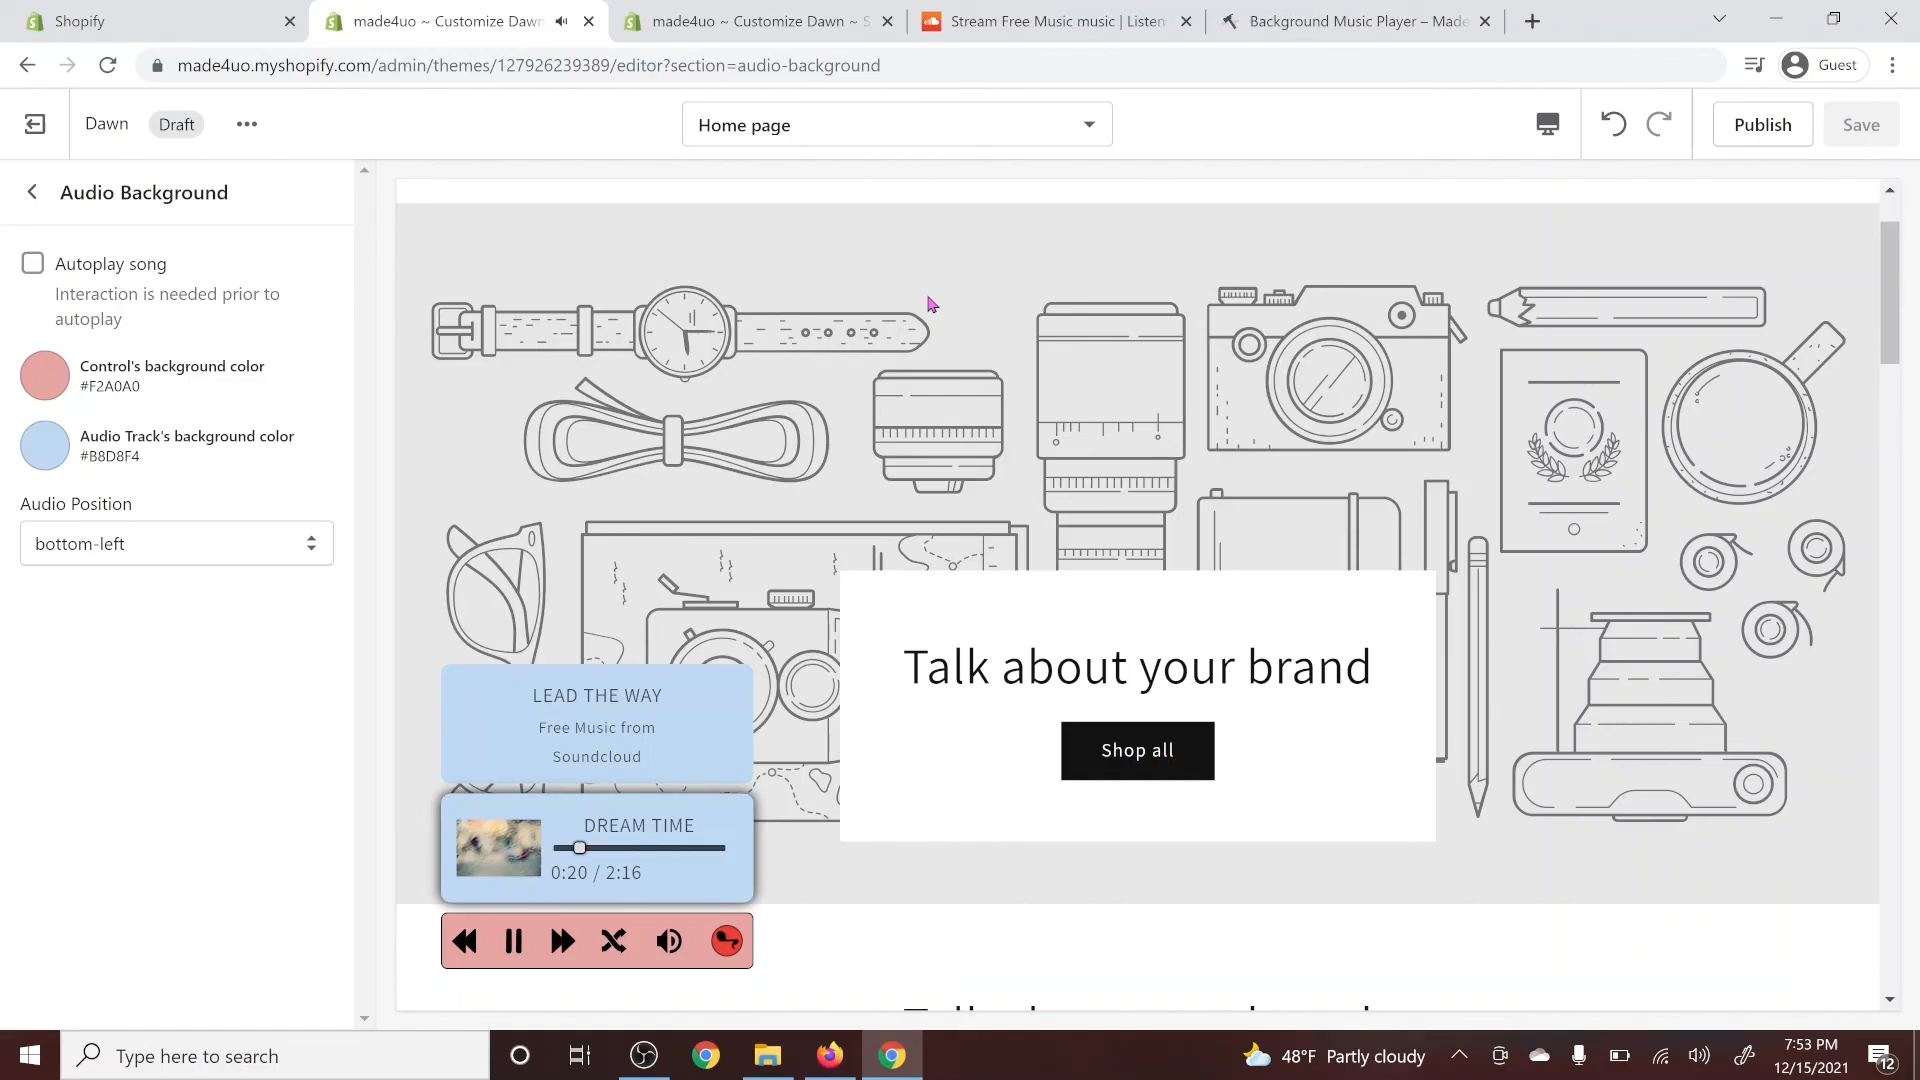 Shopify
made4uo ~ Customize Dawn
made4uo ~ Customize Dawn ~ S
Stream Free Music music | Listen
Background Music Player – Made
made4uo.myshopify.com/admin/themes/127926239389/editor?section=audio-background
Guest
Dawn
Draft
Home page
Publish
Save
Audio Background
Autoplay song
Interaction is needed prior to
autoplay
Control's background color
#F2A0A0
Audio Track's background color
#B8D8F4
Audio Position
bottom-left
Talk about your brand
Shop all
LEAD THE WAY
Free Music from
Soundcloud
DREAM TIME
0:20 / 2:16
Type here to search
48°F Partly cloudy
7:53 PM
12/15/2021
12